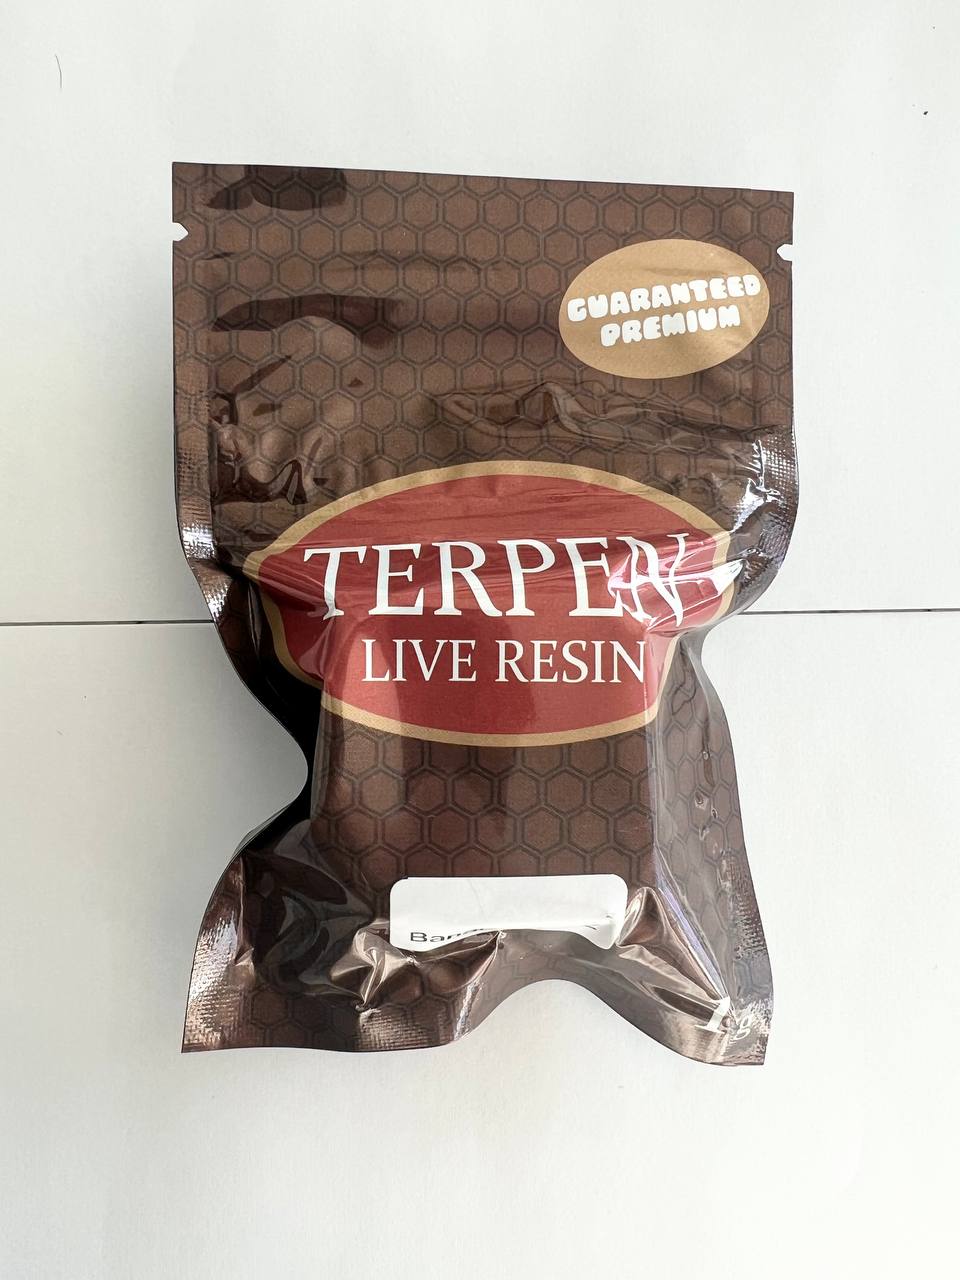 GUARANTEED
PREMIUM
TERPEN
LIVE RESIN
1g